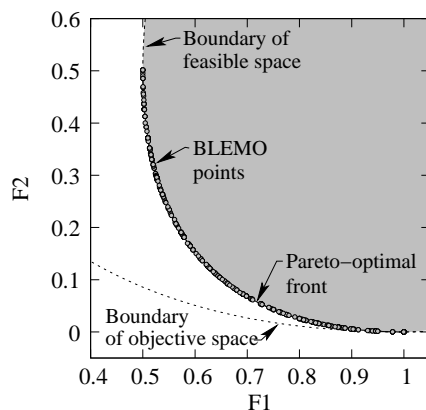 0.6
0.5
0.4
0.3
0.2
0.1
0
F2
Boundary of
feasible space
BLEMO
points
Pareto-optimal
front
Boundary
of objective space
0.4
0.5
0.6
0.7
0.8
0.9
1
F1